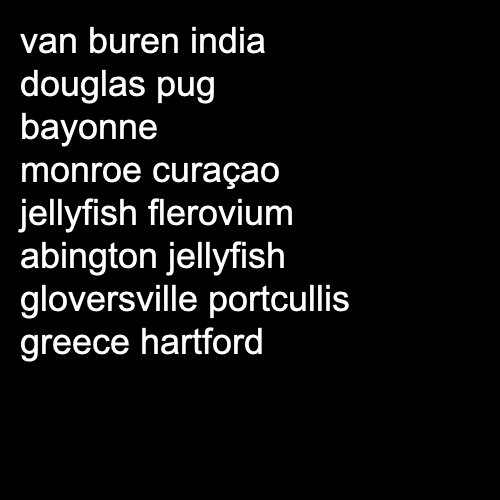 van buren india
douglas pug
bayonne
monroe curaçao
jellyfish flerovium
abington jellyfish
gloversville portcullis
greece hartford